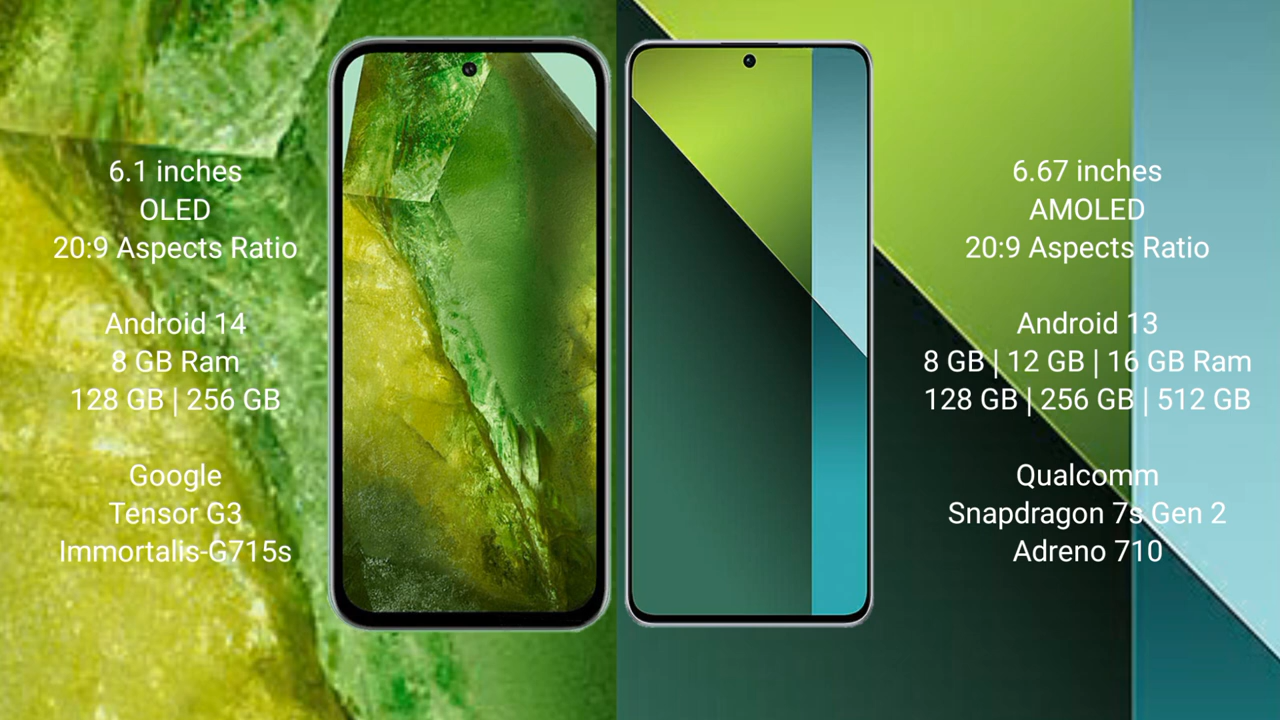 6.1 inches
OLED
20:9 Aspects Ratio
Android 14
8 GB Ram
128 GB | 256 GB
Google
Tensor G3
Immortalis-G715s
6.67 inches
AMOLED
20:9 Aspects Ratio
Android 13
8 GB | 12 GB | 16 GB Ram
128 GB | 256 GB | 512 GB
Qualcomm
Snapdragon 7s Gen 2
Adreno 710